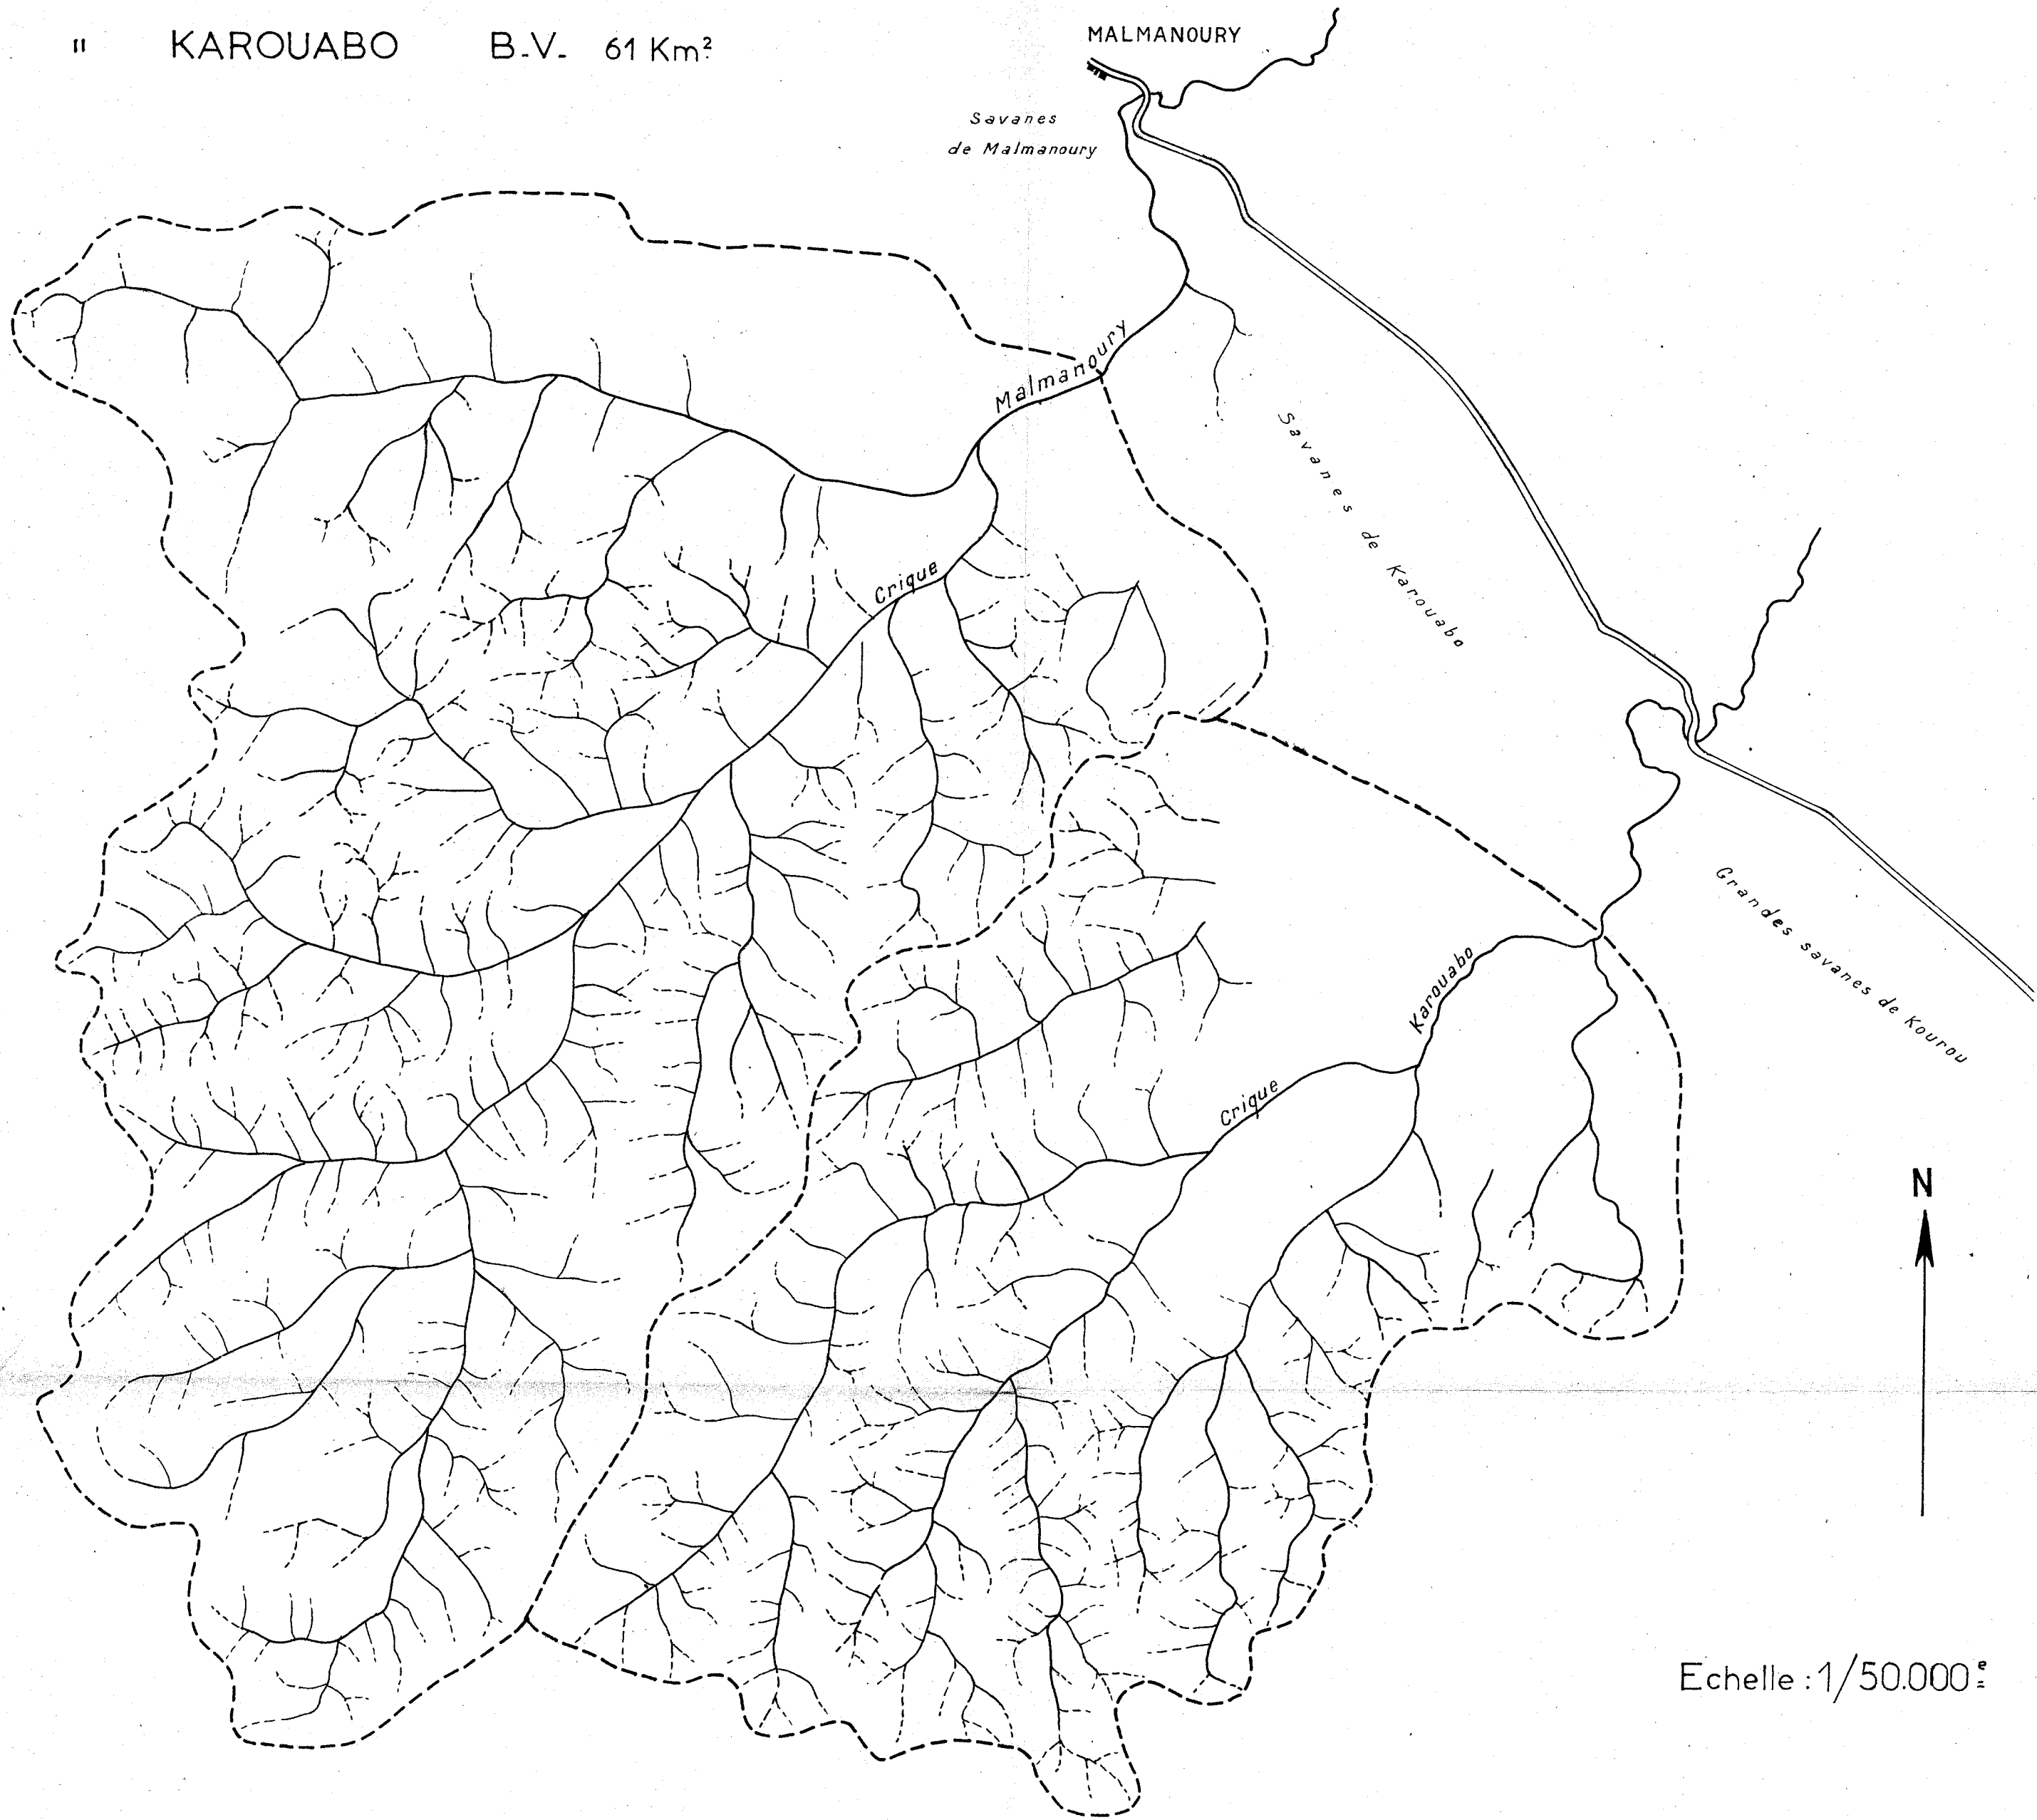 " KAROUABO B.V. 61 Km²
MALMANOURY
Savanes
de Malmanoury
Malmanoury
Crique
Savanes de Karouabo
Grandes savanes de Kourou
Karouabo
Crique
N
Echelle : 1/50.000e